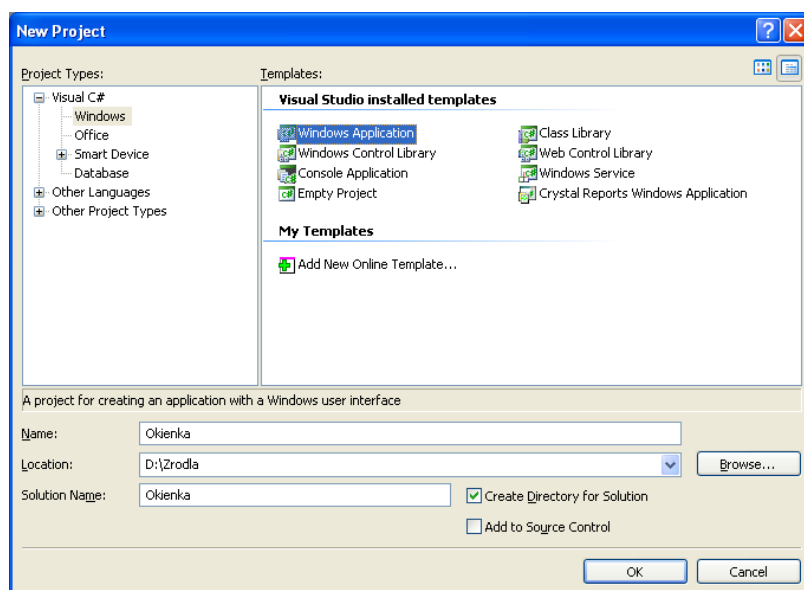 New Project
Project Types:
Templates:
Visual C#
Windows
Office
Smart Device
Database
Other Languages
Other Project Types
Visual Studio installed templates
Windows Application
Class Library
Windows Control Library
Web Control Library
Console Application
Windows Service
Empty Project
Crystal Reports Windows Application
My Templates
Add New Online Template...
A project for creating an application with a Windows user interface
Name:
Okienka
Location:
D:\Zrodla
Browse...
Solution Name:
Okienka
Create Directory for Solution
Add to Source Control
OK
Cancel